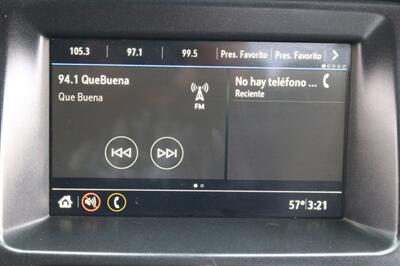 105.3 97.1 99.5 Pres. Favorito Pres. Favorito
94.1 QueBuena
Que Buena
FM
No hay teléfono ...
Reciente
57° 3:21